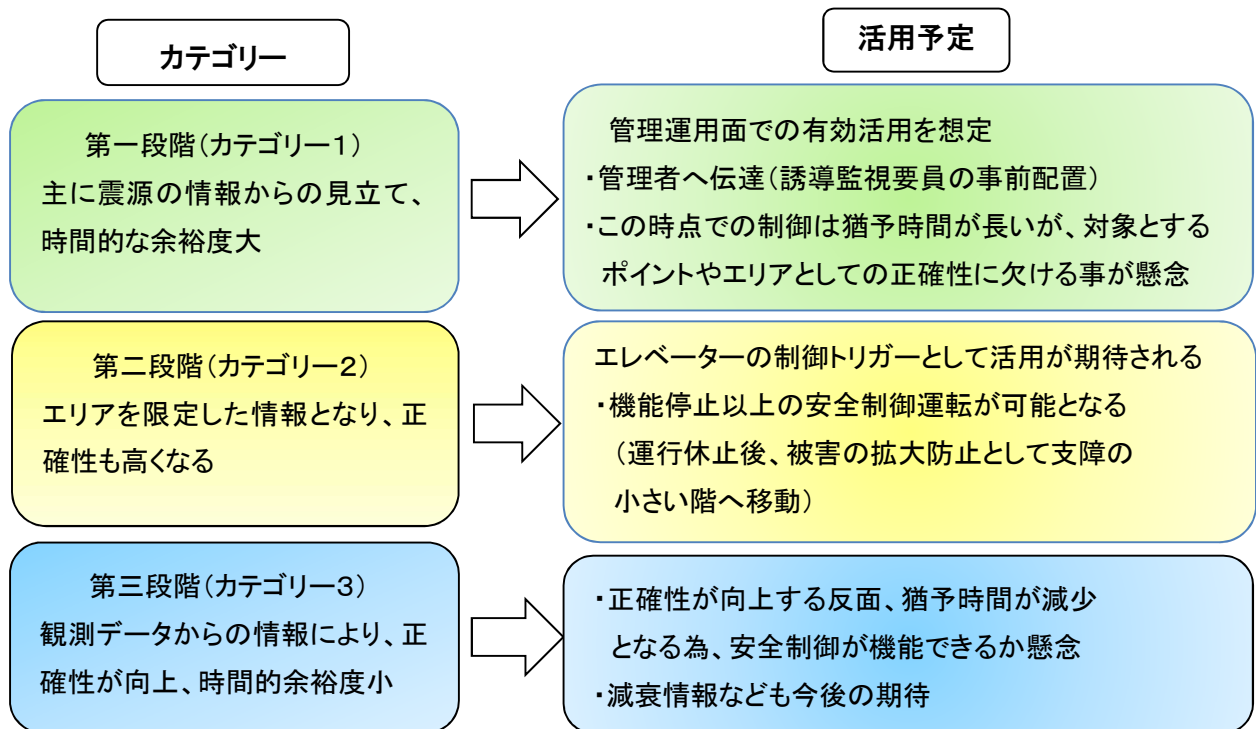 カテゴリー
活用予定
第一段階(カテゴリー1)
主に震源の情報からの見立て、
時間的な余裕度大
管理運用面での有効活用を想定
・管理者へ伝達(誘導監視要員の事前配置)
・この時点での制御は猶予時間が長いが、対象とする
ポイントやエリアとしての正確性に欠ける事が懸念
第二段階(カテゴリー2)
エリアを限定した情報となり、正
確性も高くなる
エレベーターの制御トリガーとして活用が期待される
・機能停止以上の安全制御運転が可能となる
(運行休止後、被害の拡大防止として支障の
小さい階へ移動)
第三段階(カテゴリー3)
観測データからの情報により、正
確性が向上、時間的余裕度小
・正確性が向上する反面、猶予時間が減少
となる為、安全制御が機能できるか懸念
・減衰情報なども今後の期待